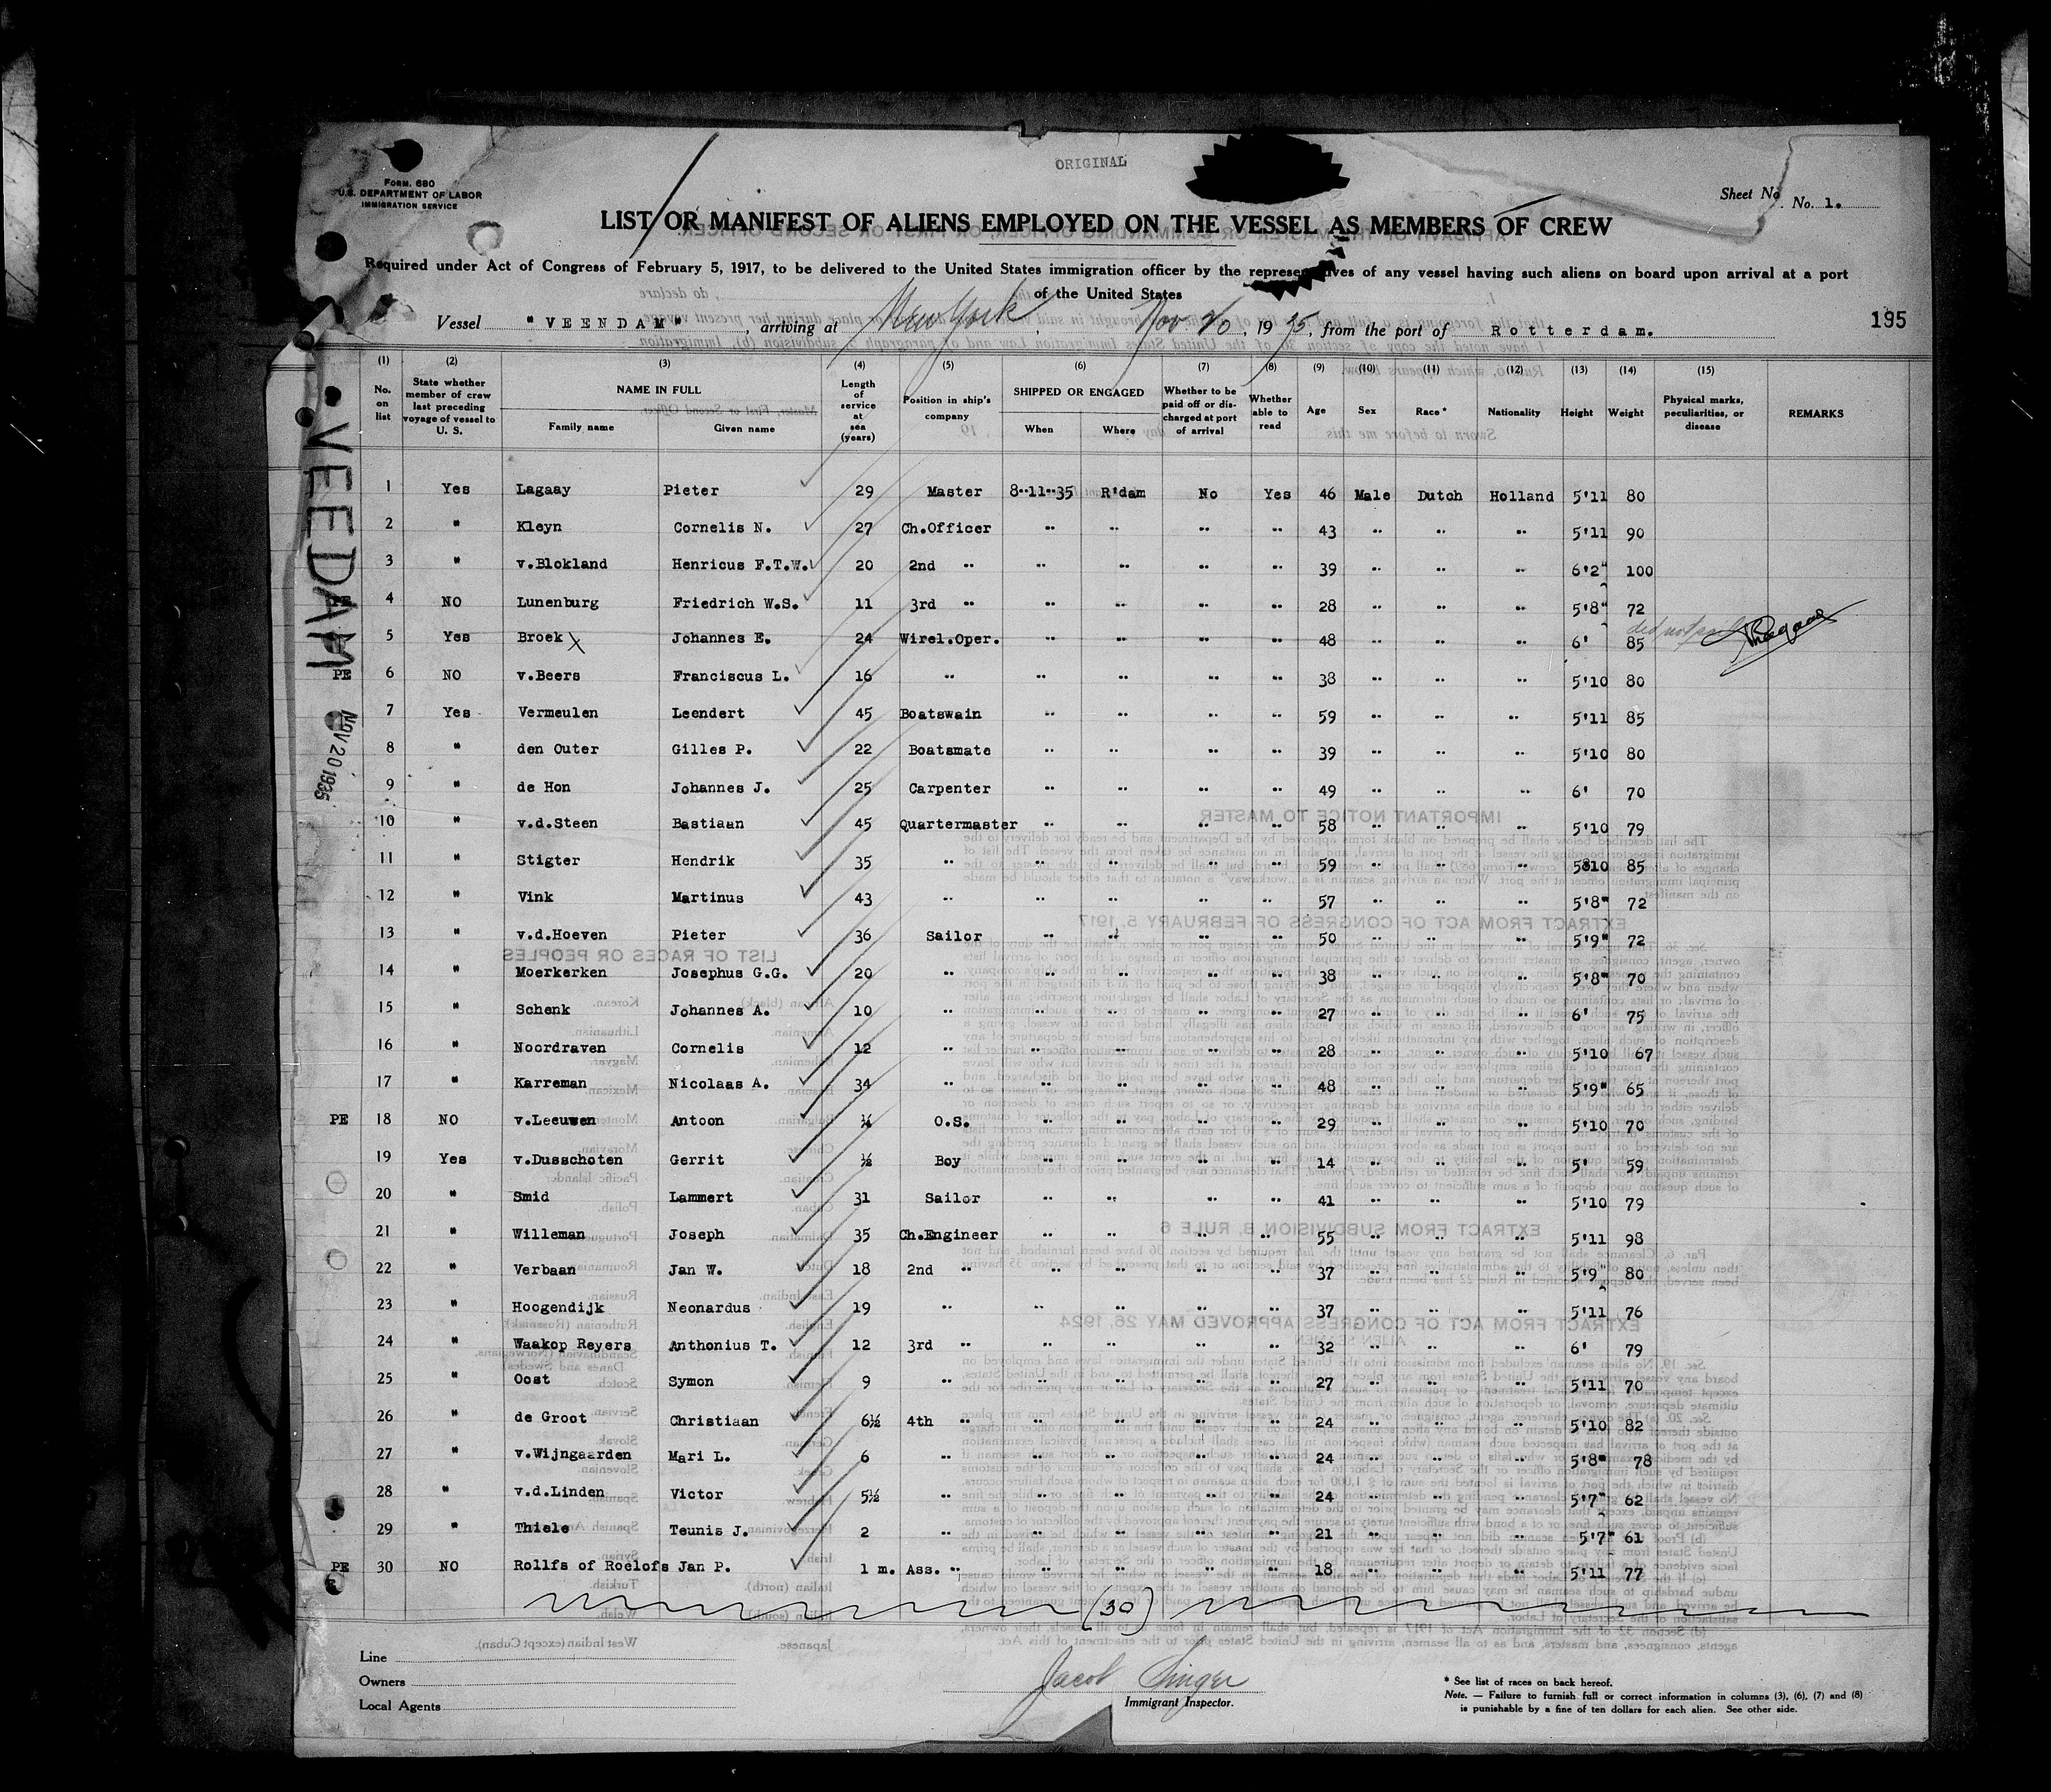 ORIGINAL
FORM. 680
U.S. DEPARTMENT OF LABOR
IMMIGRATION SERVICE
Sheet No. No. 1.
LIST OR MANIFEST OF ALIENS EMPLOYED ON THE VESSEL AS MEMBERS OF CREW
Required under Act of Congress of February 5, 1917, to be delivered to the United States immigration officer by the representatives of any vessel having such aliens on board upon arrival at a port
of the United States
Vessel "VEENDAM", arriving at New York, Nov 20, 1935, from the port of Rotterdam.
195
(1) (2) (3) (4) (5) (6) (7) (8) (9) (10) (11) (12) (13) (14) (15)
No. on list State whether member of crew last preceding voyage of vessel to U. S. NAME IN FULL Family name Given name Length of service at sea (years) Position in ship's company SHIPPED OR ENGAGED When Where Whether to be paid off or discharged at port of arrival Whether able to read Age Sex Race* Nationality Height Weight Physical marks, peculiarities, or disease REMARKS
1 Yes Lagaay Pieter 29 Master 8-11-35 R'dam No Yes 46 Male Dutch Holland 5'11 80
2 " Kleyn Cornelis N. 27 Ch.Officer " " " " 43 " " " 5'11 90
3 " v.Blokland Henricus F.T.W. 20 2nd " " " " " 39 " " " 6'2" 100
4 NO Lunenburg Friedrich W.S. 11 3rd " " " " " 28 " " " 5'8" 72
5 Yes Broek X Johannes E. 24 Wirel.Oper. " " " " 48 " " " 6' 85 did not sail
PE 6 NO v.Beers Franciscus L. 16 " " " " " 38 " " " 5'10 80
7 Yes Vermeulen Leendert 45 Boatswain " " " " 59 " " " 5'11 85
8 " den Outer Gilles P. 22 Boatsmate " " " " 39 " " " 5'10 80
9 " de Hon Johannes J. 25 Carpenter " " " " 49 " " " 6' 70
10 " v.d.Steen Bastiaan 45 Quartermaster " " " " 58 " " " 5'10 79
11 " Stigter Hendrik 35 " " " " " 59 " " " 5'10 85
12 " Vink Martinus 43 " " " " " 57 " " " 5'8" 72
13 " v.d.Hoeven Pieter 36 Sailor " " " " 50 " " " 5'9" 72
14 " Moerkerken Josephus G.G. 20 " " " " " 38 " " " 5'8" 70
15 " Schenk Johannes A. 10 " " " " " 27 " " " 6' 75
16 " Noordraven Cornelis 12 " " " " " 28 " " " 5'10 67
17 " Karreman Nicolaas A. 34 " " " " " 48 " " " 5'9" 65
PE 18 NO v.Leeuwen Antoon ¼ O.S. " " " " 29 " " " 5'10 70
19 Yes v.Dusschoten Gerrit ½ Boy " " " " 14 " " " 5' 59
20 " Smid Lammert 31 Sailor " " " " 41 " " " 5'10 79
21 " Willeman Joseph 35 Ch.Engineer " " " " 55 " " " 5'11 98
22 " Verbaan Jan W. 18 2nd " " " " " 37 " " " 5'9" 80
23 " Hoogendijk Neonardus 19 " " " " " 37 " " " 5'11 76
24 " Waakop Reyers Anthonius T. 12 3rd " " " " " 32 " " " 6' 79
25 " Oost Symon 9 " " " " " 27 " " " 5'11 70
26 " de Groot Christiaan 6½ 4th " " " " " 24 " " " 5'10 82
27 " v.Wijngaarden Mari L. 6 " " " " " 24 " " " 5'8" 78
28 " v.d.Linden Victor 5½ " " " " " 24 " " " 5'7" 62
29 " Thiele Teunis J. 2 " " " " " 21 " " " 5'7" 61
PE 30 NO Rollfs of Roelofs Jan P. 1 m. Ass. " " " " " 18 " " " 5'11 77
(30)
VEEDAM
NOV 20 1935
Line
Owners
Local Agents
Jacob Singer
Immigrant Inspector.
* See list of races on back hereof.
Note. — Failure to furnish full or correct information in columns (3), (6), (7) and (8)
is punishable by a fine of ten dollars for each alien. See other side.